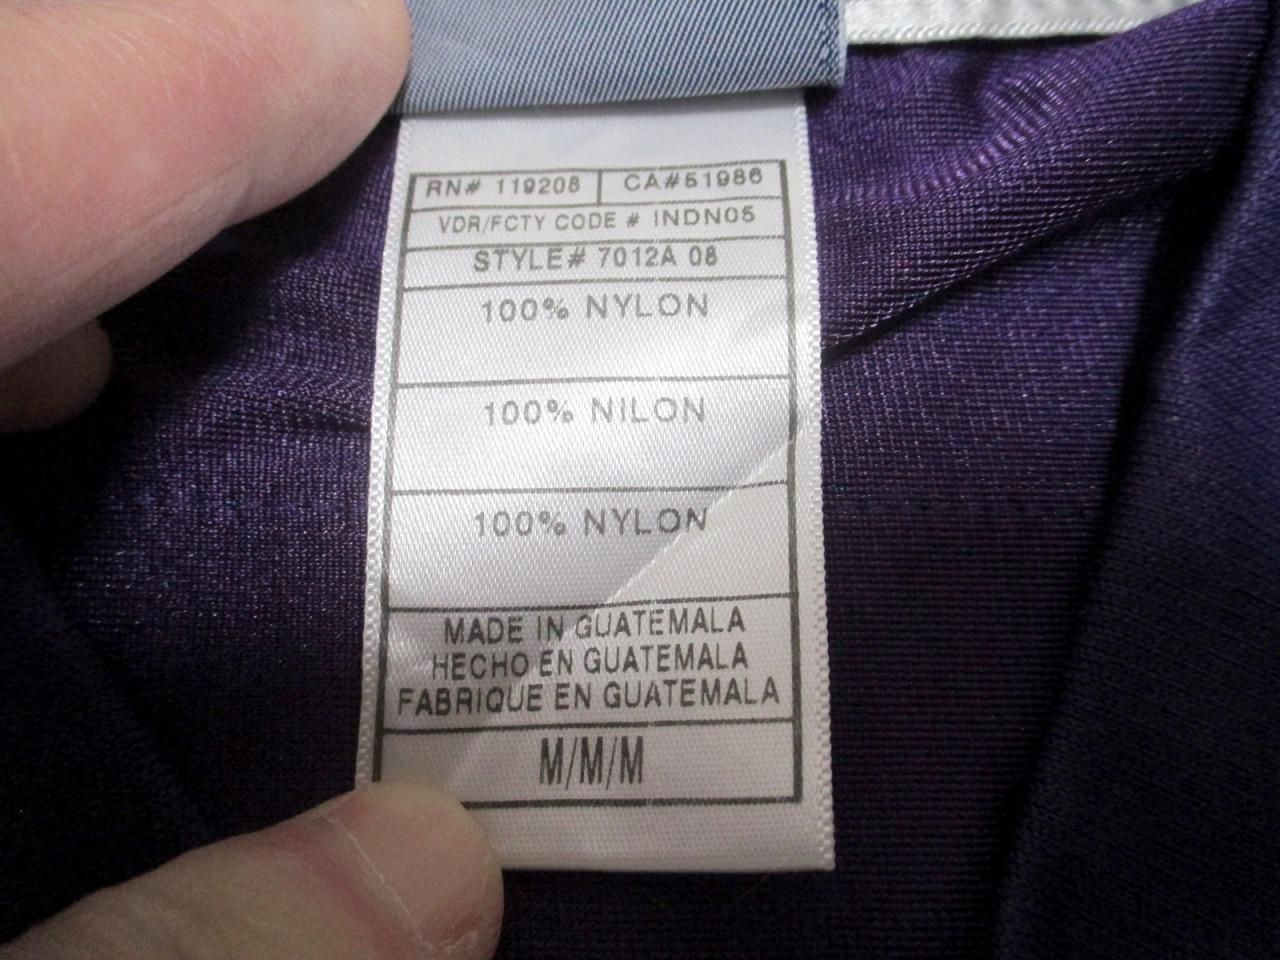 RN# 119208 CA#51986
VDR/FCTY CODE # INDN05
STYLE# 7012A 08
100% NYLON
100% NILON
100% NYLON
MADE IN GUATEMALA
HECHO EN GUATEMALA
FABRIQUE EN GUATEMALA
M/M/M